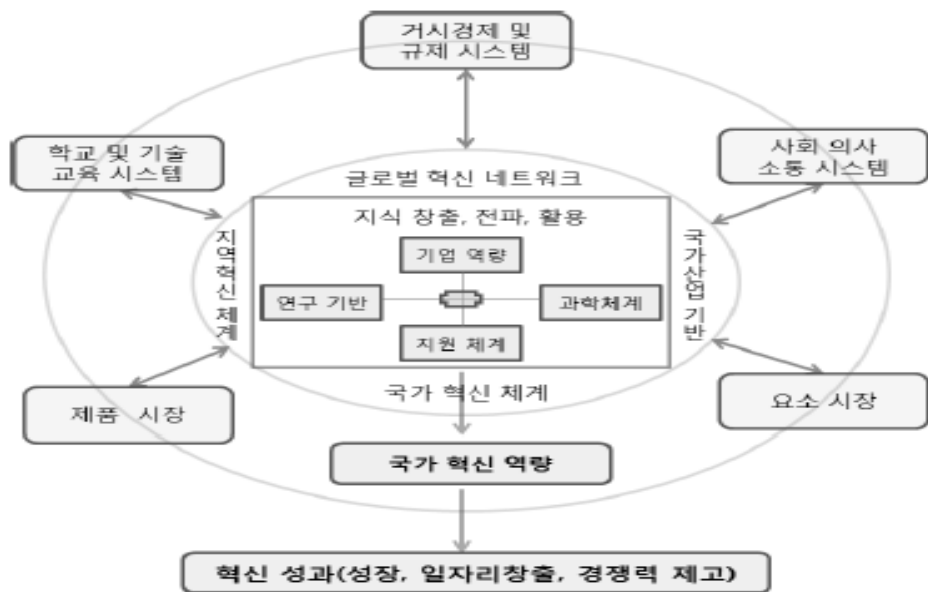 거시경제 및
규제 시스템
학교 및 기술
교육 시스템
사회 의사
소통 시스템
글로벌 혁신 네트워크
지식 창출, 전파, 활용
기업 역량
지역혁신 체계
국가산업 기반
연구 기반
과학체계
지원 체계
국가 혁신 체계
제품 시장
요소 시장
국가 혁신 역량
혁신 성과(성장, 일자리창출, 경쟁력 제고)